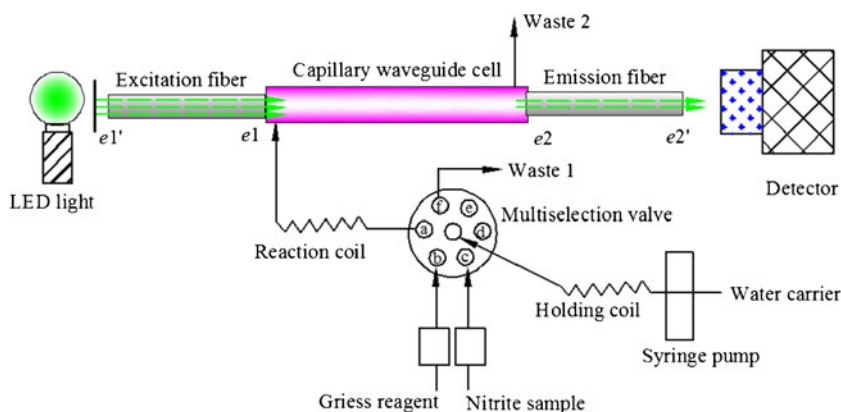 Waste 2
Excitation fiber
Capillary waveguide cell
Emission fiber
e1'
e1
e2
e2'
LED light
Detector
Waste 1
f
e
Multiselection valve
a
d
Reaction coil
b
c
Holding coil
Water carrier
Syringe pump
Griess reagent
Nitrite sample